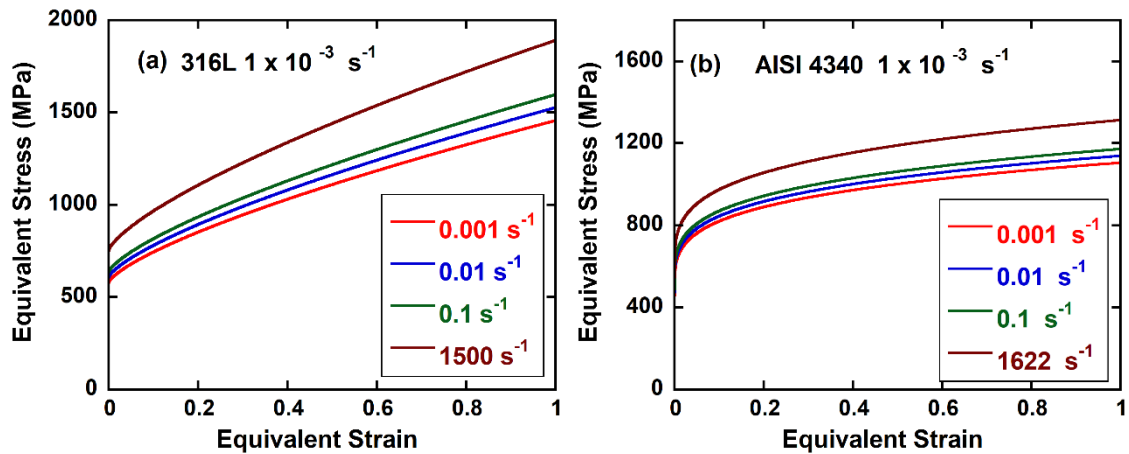 (a) 316L 1 x 10 -3 s-1
Equivalent Stress (MPa)
2000
1500
1000
500
0
0.001 s-1
0.01 s-1
0.1 s-1
1500 s-1
0 0.2 0.4 0.6 0.8 1
Equivalent Strain
(b) AISI 4340 1 x 10 -3 s-1
Equivalent Stress (MPa)
1600
1200
800
400
0
0.001 s-1
0.01 s-1
0.1 s-1
1622 s-1
0 0.2 0.4 0.6 0.8 1
Equivalent Strain